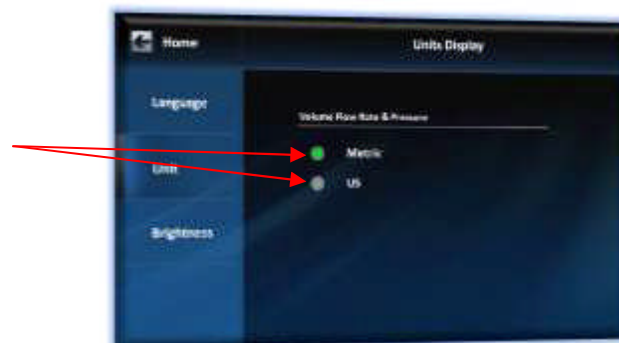 Home
Units Display
Language
Unit
Brightness
Volume Flow Rate & Pressure
Metric
US